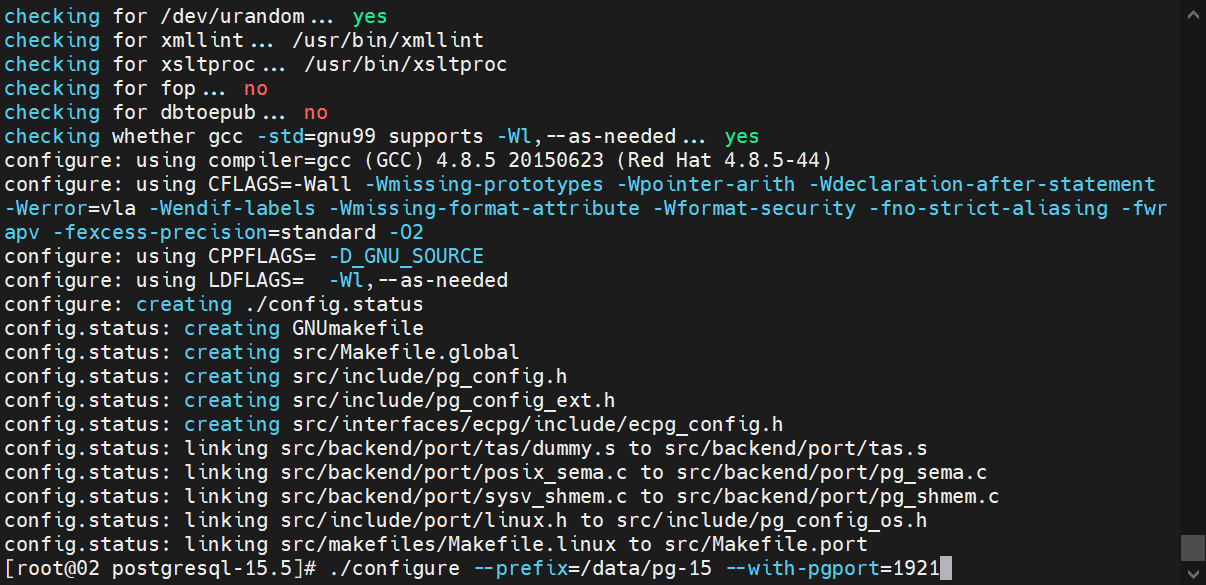 checking for /dev/urandom... yes
checking for xmllint... /usr/bin/xmllint
checking for xsltproc... /usr/bin/xsltproc
checking for fop... no
checking for dbtoepub... no
checking whether gcc -std=gnu99 supports -Wl,--as-needed... yes
configure: using compiler=gcc (GCC) 4.8.5 20150623 (Red Hat 4.8.5-44)
configure: using CFLAGS=-Wall -Wmissing-prototypes -Wpointer-arith -Wdeclaration-after-statement
-Werror=vla -Wendif-labels -Wmissing-format-attribute -Wformat-security -fno-strict-aliasing -fwr
apv -fexcess-precision=standard -O2
configure: using CPPFLAGS= -D_GNU_SOURCE
configure: using LDFLAGS=  -Wl,--as-needed
configure: creating ./config.status
config.status: creating GNUmakefile
config.status: creating src/Makefile.global
config.status: creating src/include/pg_config.h
config.status: creating src/include/pg_config_ext.h
config.status: creating src/interfaces/ecpg/include/ecpg_config.h
config.status: linking src/backend/port/tas/dummy.s to src/backend/port/tas.s
config.status: linking src/backend/port/posix_sema.c to src/backend/port/pg_sema.c
config.status: linking src/backend/port/sysv_shmem.c to src/backend/port/pg_shmem.c
config.status: linking src/include/port/linux.h to src/include/pg_config_os.h
config.status: linking src/makefiles/Makefile.linux to src/Makefile.port
[root@02 postgresql-15.5]# ./configure --prefix=/data/pg-15 --with-pgport=1921